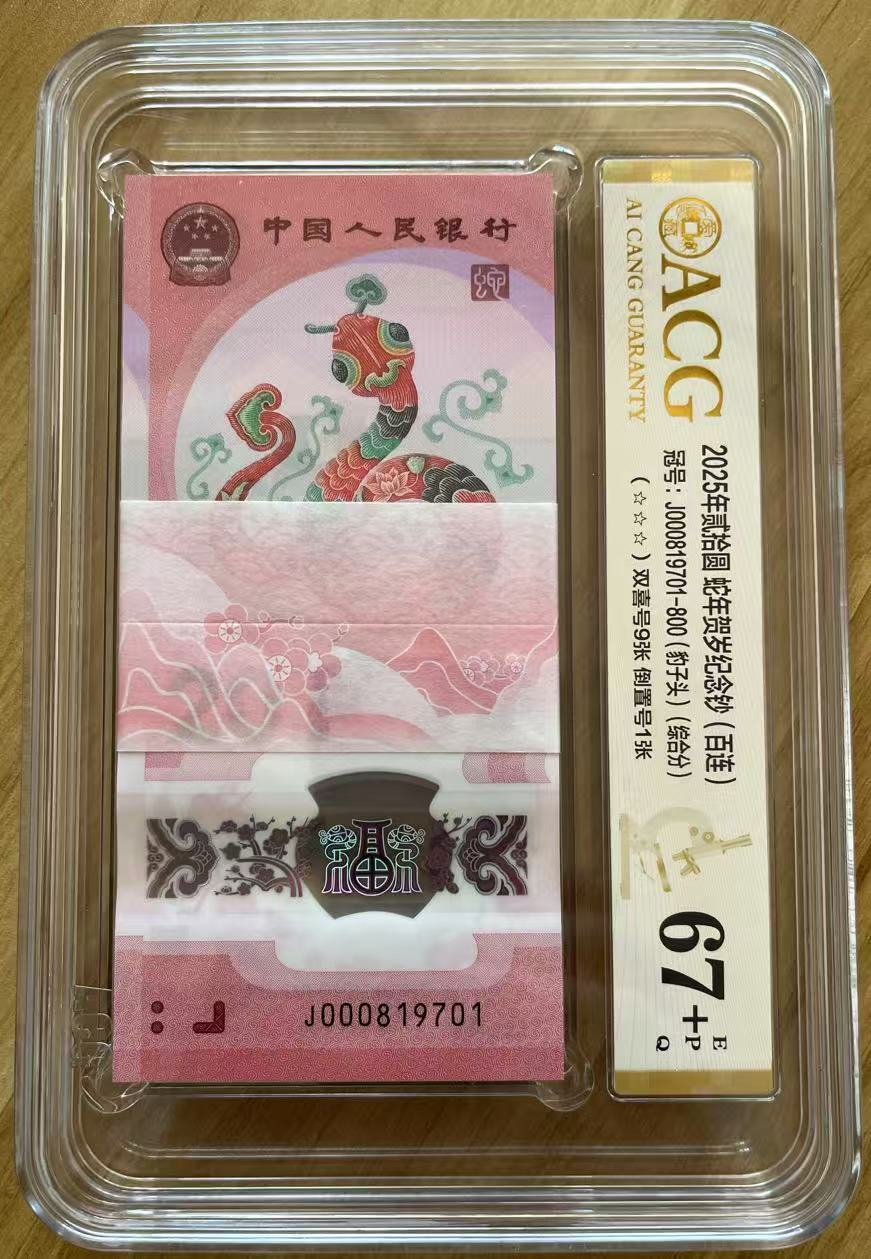 中国人民银行
蛇
福
J000819701
ACG
AI CANG GUARANTY
2025年贰拾圆 蛇年贺岁纪念钞（百连）
冠号：J000819701-800（豹子头）（综合分）
（☆☆☆）双喜号9张 倒置号1张
67+
E
P
Q